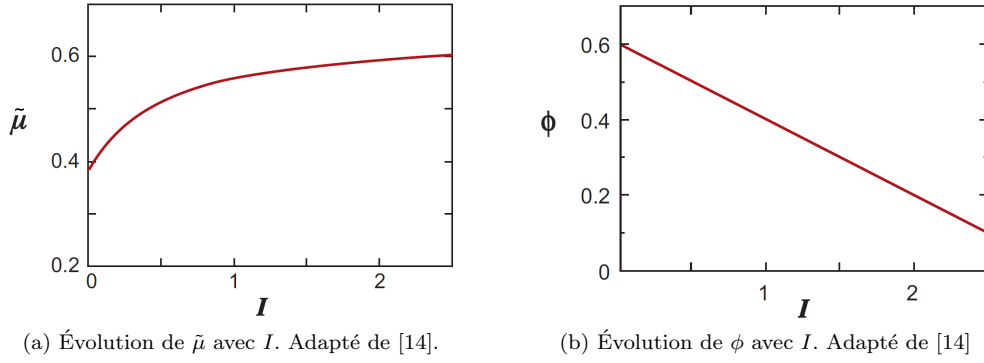 0.6
μ̃
0.4
0.2
0
1
2
I
(a) Évolution de μ̃ avec I. Adapté de [14].
0.6
ϕ
0.4
0.2
0
1
2
I
(b) Évolution de ϕ avec I. Adapté de [14]